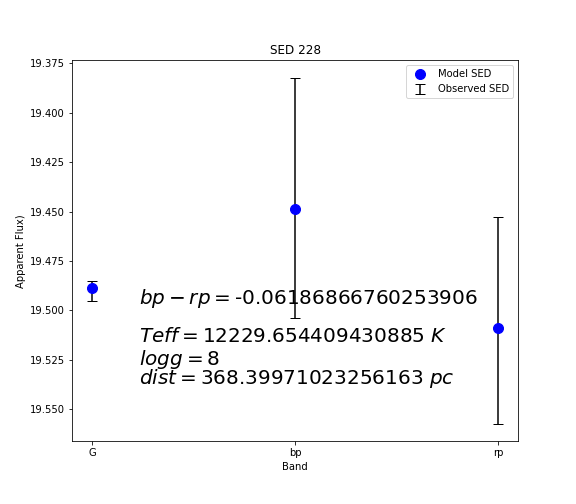 SED 228
19.375
19.400
19.425
19.450
19.475
19.500
19.525
19.550
Apparent Flux)
Model SED
Observed SED
bp − rp = -0.06186866760253906
Teff = 12229.654409430885 K
logg = 8
dist = 368.39971023256163 pc
G bp rp
Band